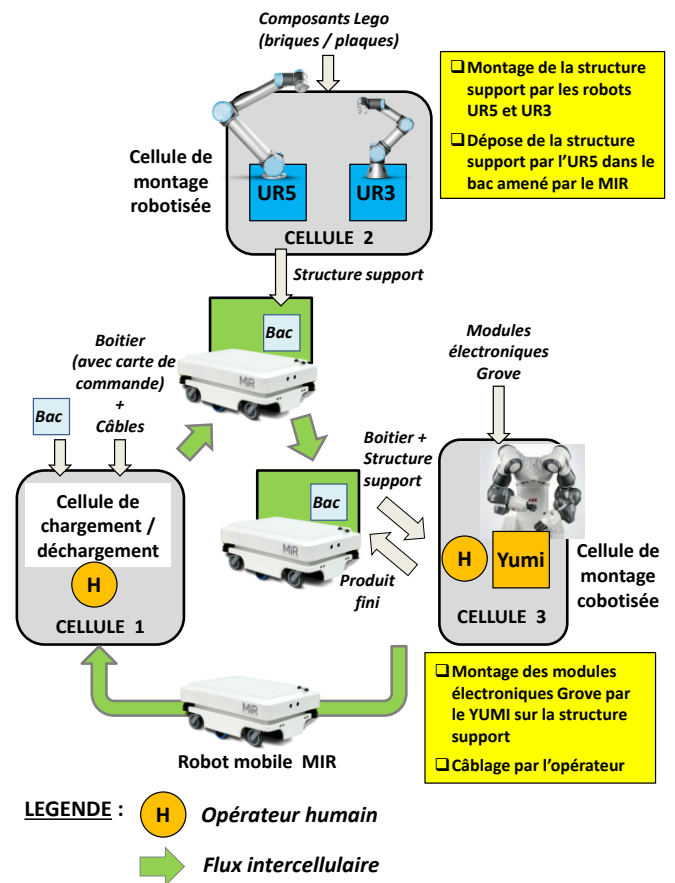 Composants Lego
(briques / plaques)
❑Montage de la structure
support par les robots
UR5 et UR3
❑Dépose de la structure
support par l'UR5 dans le
bac amené par le MIR
Cellule de
montage
robotisée
UR5
UR3
CELLULE 2
Structure support
Bac
MiR
Boitier
(avec carte de
commande)
+
Câbles
Bac
Modules
électroniques
Grove
Boitier +
Structure
support
Bac
MiR
Produit
fini
Cellule de
chargement /
déchargement
H
CELLULE 1
ABB
H
Yumi
CELLULE 3
Cellule de
montage
cobotisée
MiR
Robot mobile MIR
❑Montage des modules
électroniques Grove par
le YUMI sur la structure
support
❑Câblage par l'opérateur
LEGENDE :
H
Opérateur humain
Flux intercellulaire